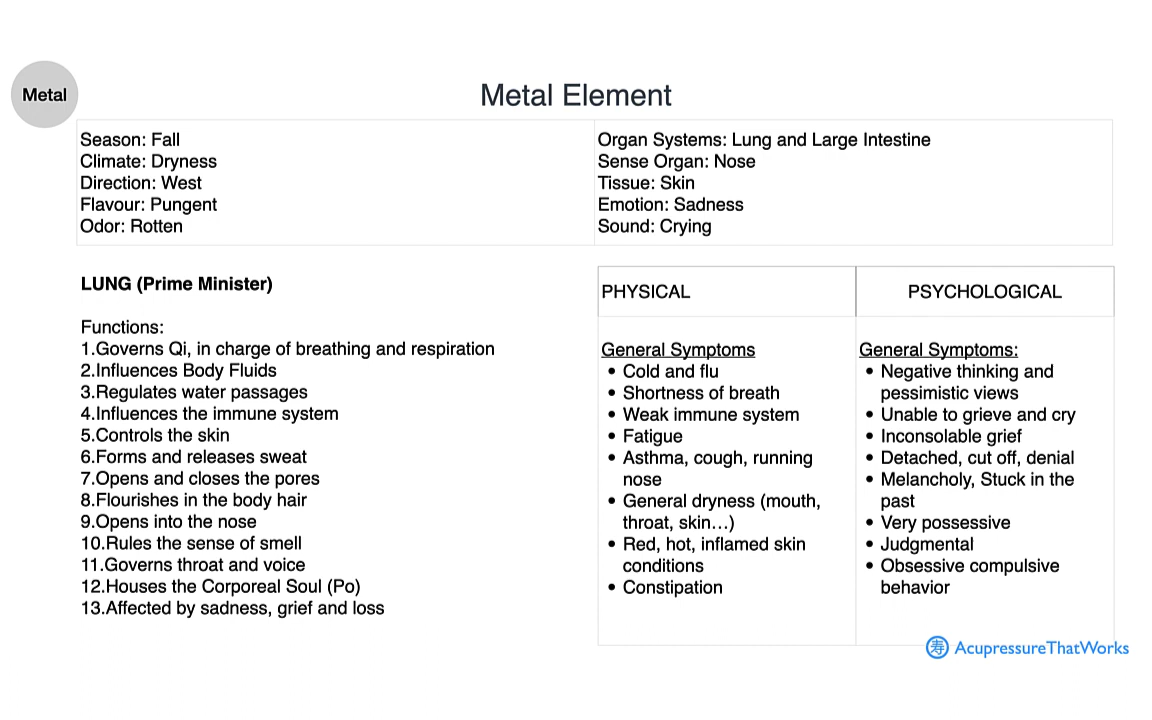 Metal
Metal Element
Season: Fall
Climate: Dryness
Direction: West
Flavour: Pungent
Odor: Rotten
Organ Systems: Lung and Large Intestine
Sense Organ: Nose
Tissue: Skin
Emotion: Sadness
Sound: Crying
LUNG (Prime Minister)
Functions:
1.Governs Qi, in charge of breathing and respiration
2.Influences Body Fluids
3.Regulates water passages
4.Influences the immune system
5.Controls the skin
6.Forms and releases sweat
7.Opens and closes the pores
8.Flourishes in the body hair
9.Opens into the nose
10.Rules the sense of smell
11.Governs throat and voice
12.Houses the Corporeal Soul (Po)
13.Affected by sadness, grief and loss
PHYSICAL
General Symptoms
• Cold and flu
• Shortness of breath
• Weak immune system
• Fatigue
• Asthma, cough, running
nose
• General dryness (mouth,
throat, skin…)
• Red, hot, inflamed skin
conditions
• Constipation
PSYCHOLOGICAL
General Symptoms:
• Negative thinking and
pessimistic views
• Unable to grieve and cry
• Inconsolable grief
• Detached, cut off, denial
• Melancholy, Stuck in the
past
• Very possessive
• Judgmental
• Obsessive compulsive
behavior
寿 AcupressureThatWorks